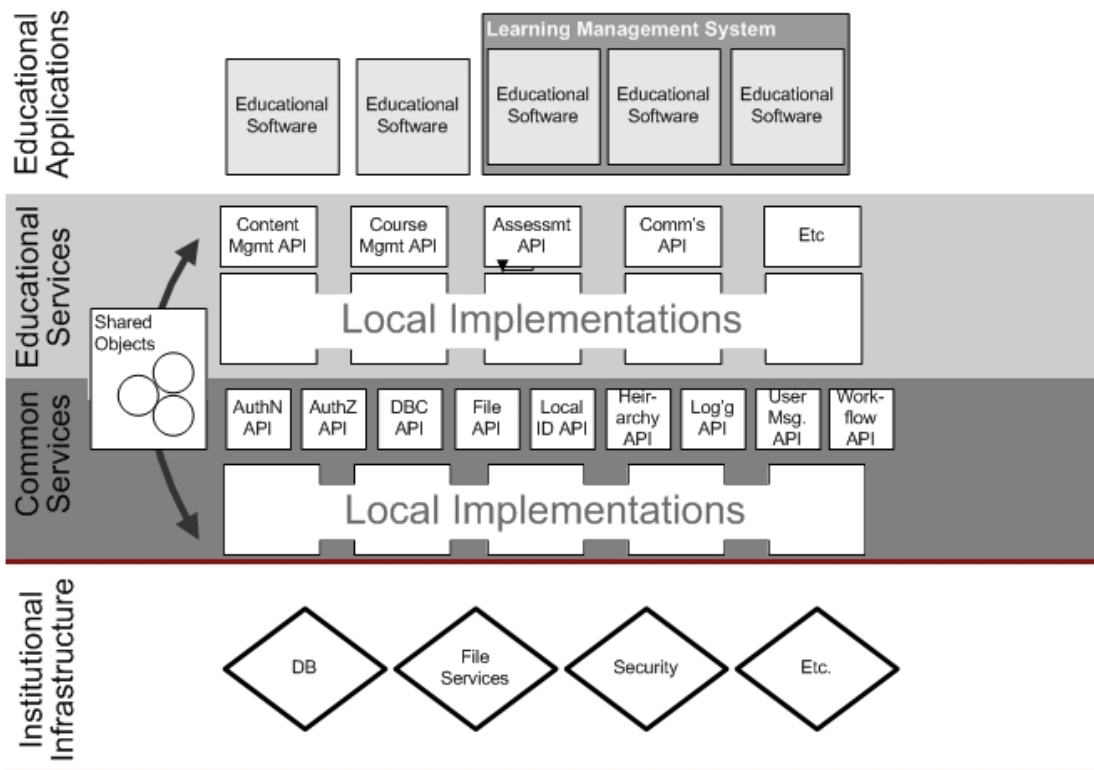 Educational
Applications
Learning Management System
Educational
Software
Educational
Software
Educational
Software
Educational
Software
Educational
Software
Educational
Services
Content
Mgmt API
Course
Mgmt API
Assessmt
API
Comm's
API
Etc
Local Implementations
Shared
Objects
Common
Services
AuthN
API
AuthZ
API
DBC
API
File
API
Local
ID API
Heir-
archy
API
Log'g
API
User
Msg.
API
Work-
flow
API
Local Implementations
Institutional
Infrastructure
DB
File
Services
Security
Etc.